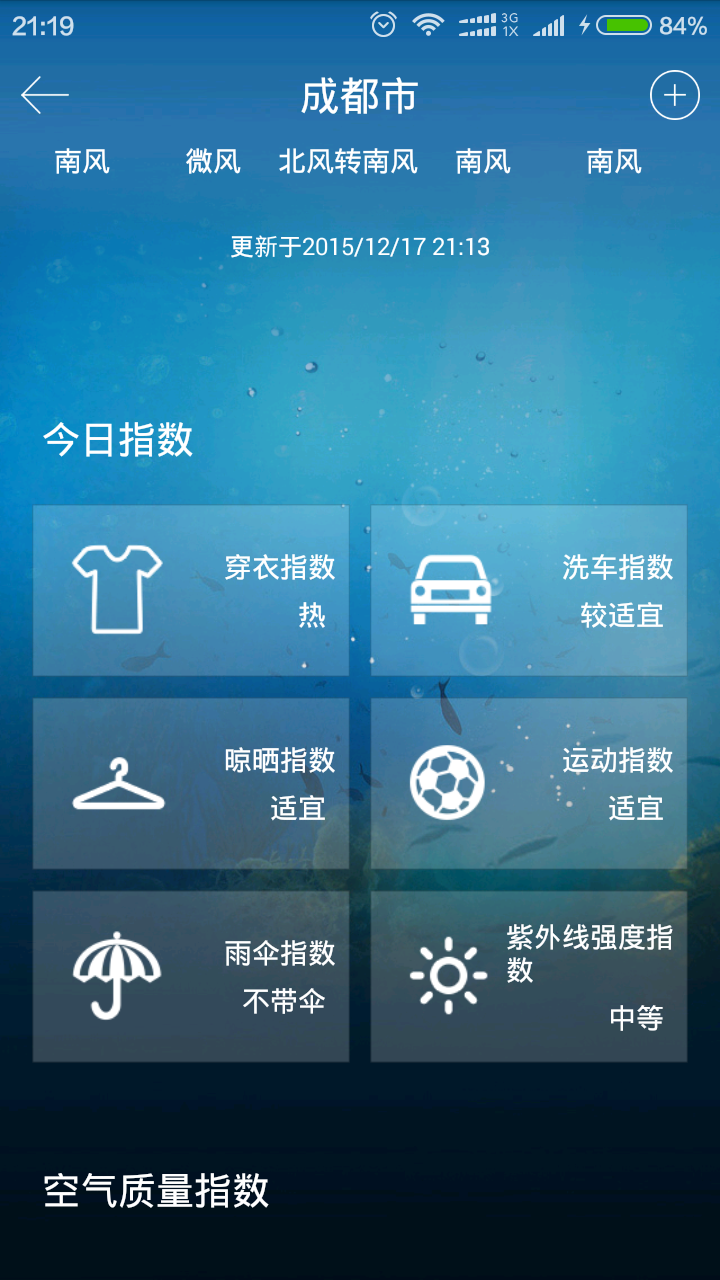 21:19
3G
1X
84%
成都市
南风 微风 北风转南风 南风 南风
更新于2015/12/17 21:13
今日指数
穿衣指数
热
洗车指数
较适宜
晾晒指数
适宜
运动指数
适宜
雨伞指数
不带伞
紫外线强度指
数
中等
空气质量指数